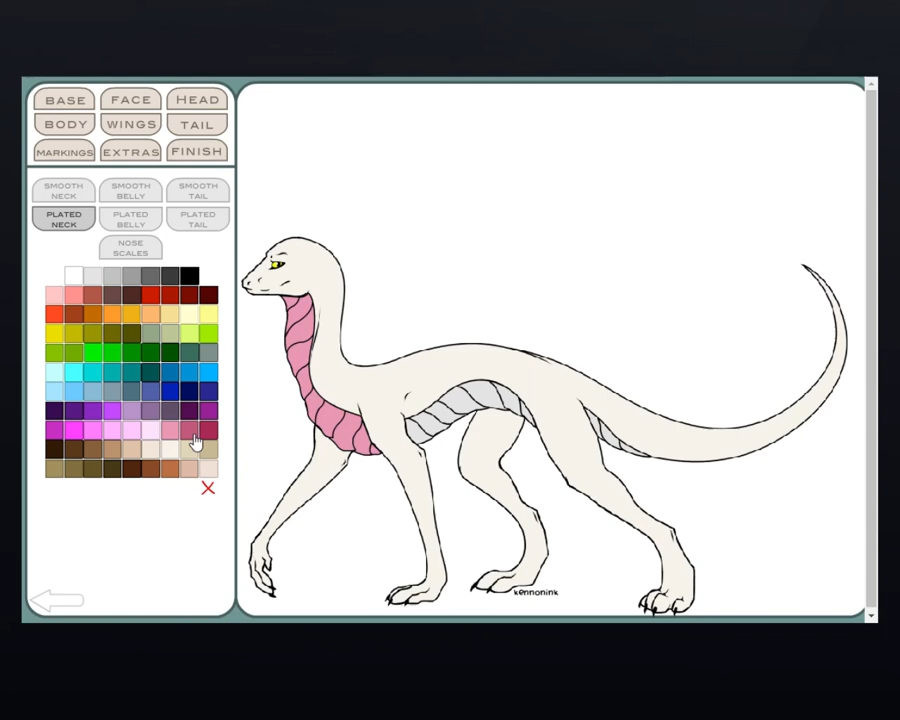 BASE
FACE
HEAD
BODY
WINGS
TAIL
MARKINGS
EXTRAS
FINISH
SMOOTH
NECK
SMOOTH
BELLY
SMOOTH
TAIL
PLATED
NECK
PLATED
BELLY
PLATED
TAIL
NOSE
SCALES
kennonink